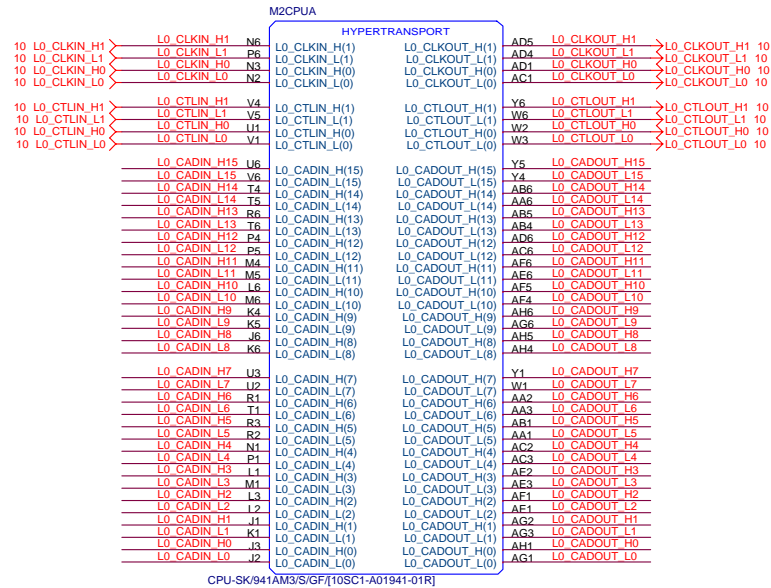 M2CPUA
HYPERTRANSPORT
10 L0_CLKIN_H1 L0_CLKIN_H1 N6 L0_CLKIN_H(1) L0_CLKOUT_H(1) AD5 L0_CLKOUT_H1 L0_CLKOUT_H1 10
10 L0_CLKIN_L1 L0_CLKIN_L1 P6 L0_CLKIN_L(1) L0_CLKOUT_L(1) AD4 L0_CLKOUT_L1 L0_CLKOUT_L1 10
10 L0_CLKIN_H0 L0_CLKIN_H0 N3 L0_CLKIN_H(0) L0_CLKOUT_H(0) AD1 L0_CLKOUT_H0 L0_CLKOUT_H0 10
10 L0_CLKIN_L0 L0_CLKIN_L0 N2 L0_CLKIN_L(0) L0_CLKOUT_L(0) AC1 L0_CLKOUT_L0 L0_CLKOUT_L0 10
10 L0_CTLIN_H1 L0_CTLIN_H1 V4 L0_CTLIN_H(1) L0_CTLOUT_H(1) Y6 L0_CTLOUT_H1 L0_CTLOUT_H1 10
10 L0_CTLIN_L1 L0_CTLIN_L1 V5 L0_CTLIN_L(1) L0_CTLOUT_L(1) W6 L0_CTLOUT_L1 L0_CTLOUT_L1 10
10 L0_CTLIN_H0 L0_CTLIN_H0 U1 L0_CTLIN_H(0) L0_CTLOUT_H(0) W2 L0_CTLOUT_H0 L0_CTLOUT_H0 10
10 L0_CTLIN_L0 L0_CTLIN_L0 V1 L0_CTLIN_L(0) L0_CTLOUT_L(0) W3 L0_CTLOUT_L0 L0_CTLOUT_L0 10
L0_CADIN_H15 U6 L0_CADIN_H(15) L0_CADOUT_H(15) Y5 L0_CADOUT_H15
L0_CADIN_L15 V6 L0_CADIN_L(15) L0_CADOUT_L(15) Y4 L0_CADOUT_L15
L0_CADIN_H14 T4 L0_CADIN_H(14) L0_CADOUT_H(14) AB6 L0_CADOUT_H14
L0_CADIN_L14 T5 L0_CADIN_L(14) L0_CADOUT_L(14) AA6 L0_CADOUT_L14
L0_CADIN_H13 R6 L0_CADIN_H(13) L0_CADOUT_H(13) AB5 L0_CADOUT_H13
L0_CADIN_L13 T6 L0_CADIN_L(13) L0_CADOUT_L(13) AB4 L0_CADOUT_L13
L0_CADIN_H12 P4 L0_CADIN_H(12) L0_CADOUT_H(12) AD6 L0_CADOUT_H12
L0_CADIN_L12 P5 L0_CADIN_L(12) L0_CADOUT_L(12) AC6 L0_CADOUT_L12
L0_CADIN_H11 M4 L0_CADIN_H(11) L0_CADOUT_H(11) AF6 L0_CADOUT_H11
L0_CADIN_L11 M5 L0_CADIN_L(11) L0_CADOUT_L(11) AE6 L0_CADOUT_L11
L0_CADIN_H10 L6 L0_CADIN_H(10) L0_CADOUT_H(10) AF5 L0_CADOUT_H10
L0_CADIN_L10 M6 L0_CADIN_L(10) L0_CADOUT_L(10) AF4 L0_CADOUT_L10
L0_CADIN_H9 K4 L0_CADIN_H(9) L0_CADOUT_H(9) AH6 L0_CADOUT_H9
L0_CADIN_L9 K5 L0_CADIN_L(9) L0_CADOUT_L(9) AG6 L0_CADOUT_L9
L0_CADIN_H8 J6 L0_CADIN_H(8) L0_CADOUT_H(8) AH5 L0_CADOUT_H8
L0_CADIN_L8 K6 L0_CADIN_L(8) L0_CADOUT_L(8) AH4 L0_CADOUT_L8
L0_CADIN_H7 U3 L0_CADIN_H(7) L0_CADOUT_H(7) Y1 L0_CADOUT_H7
L0_CADIN_L7 U2 L0_CADIN_L(7) L0_CADOUT_L(7) W1 L0_CADOUT_L7
L0_CADIN_H6 R1 L0_CADIN_H(6) L0_CADOUT_H(6) AA2 L0_CADOUT_H6
L0_CADIN_L6 T1 L0_CADIN_L(6) L0_CADOUT_L(6) AA3 L0_CADOUT_L6
L0_CADIN_H5 R3 L0_CADIN_H(5) L0_CADOUT_H(5) AB1 L0_CADOUT_H5
L0_CADIN_L5 R2 L0_CADIN_L(5) L0_CADOUT_L(5) AA1 L0_CADOUT_L5
L0_CADIN_H4 N1 L0_CADIN_H(4) L0_CADOUT_H(4) AC2 L0_CADOUT_H4
L0_CADIN_L4 P1 L0_CADIN_L(4) L0_CADOUT_L(4) AC3 L0_CADOUT_L4
L0_CADIN_H3 L1 L0_CADIN_H(3) L0_CADOUT_H(3) AE2 L0_CADOUT_H3
L0_CADIN_L3 M1 L0_CADIN_L(3) L0_CADOUT_L(3) AE3 L0_CADOUT_L3
L0_CADIN_H2 L3 L0_CADIN_H(2) L0_CADOUT_H(2) AF1 L0_CADOUT_H2
L0_CADIN_L2 L2 L0_CADIN_L(2) L0_CADOUT_L(2) AE1 L0_CADOUT_L2
L0_CADIN_H1 J1 L0_CADIN_H(1) L0_CADOUT_H(1) AG2 L0_CADOUT_H1
L0_CADIN_L1 K1 L0_CADIN_L(1) L0_CADOUT_L(1) AG3 L0_CADOUT_L1
L0_CADIN_H0 J3 L0_CADIN_H(0) L0_CADOUT_H(0) AH1 L0_CADOUT_H0
L0_CADIN_L0 J2 L0_CADIN_L(0) L0_CADOUT_L(0) AG1 L0_CADOUT_L0
CPU-SK/941AM3/S/GF/[10SC1-A01941-01R]